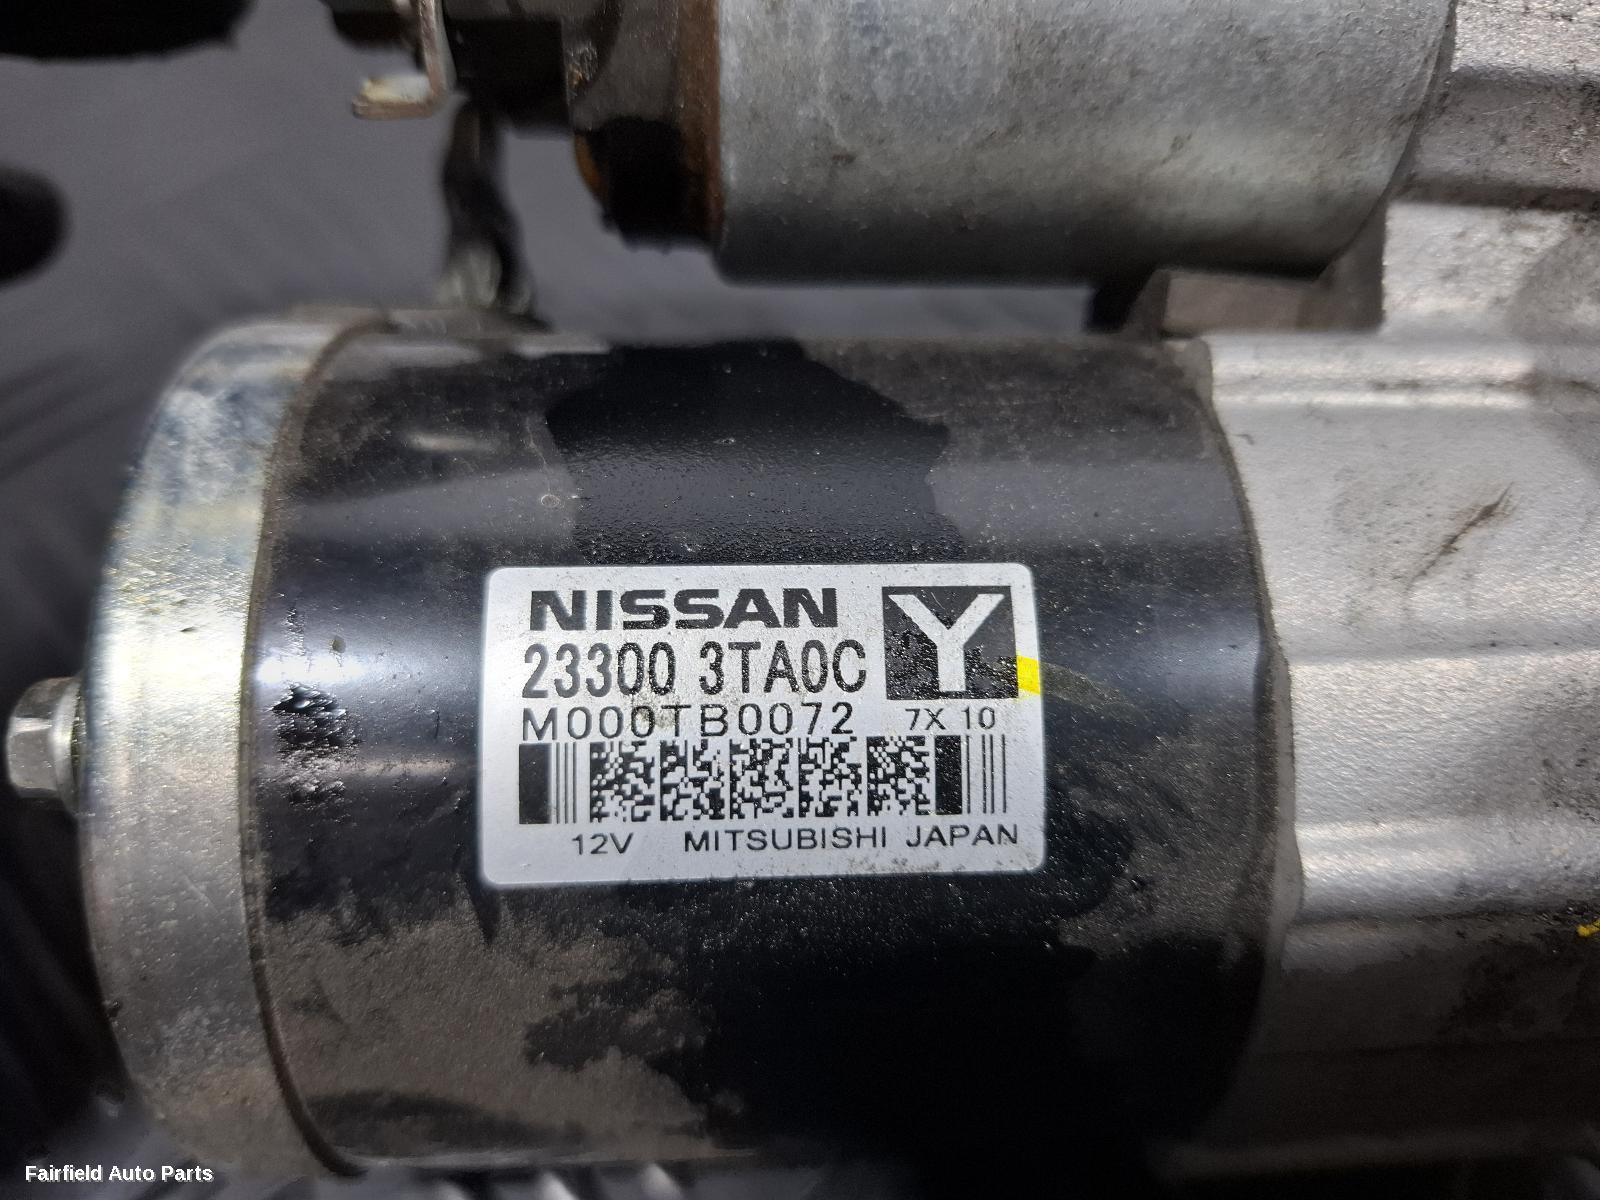 NISSAN
Y
23300 3TA0C
M000TB0072 7X 10
12V MITSUBISHI JAPAN
Fairfield Auto Parts